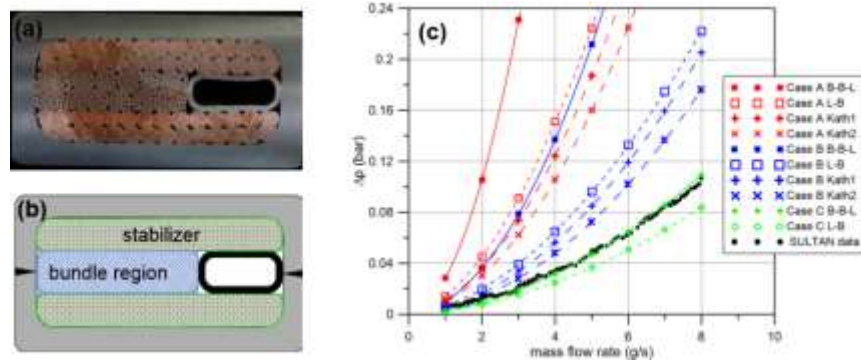 (a)
(b)
stabilizer
bundle region
(c)
Δp (bar)
0.24
0.20
0.16
0.12
0.08
0.04
0.00
0
2
4
6
8
10
mass flow rate (g/s)
Case A B-B-L
Case A L-B
Case A Kath1
Case A Kath2
Case B B-B-L
Case B L-B
Case B Kath1
Case B Kath2
Case C B-B-L
Case C L-B
SULTAN data